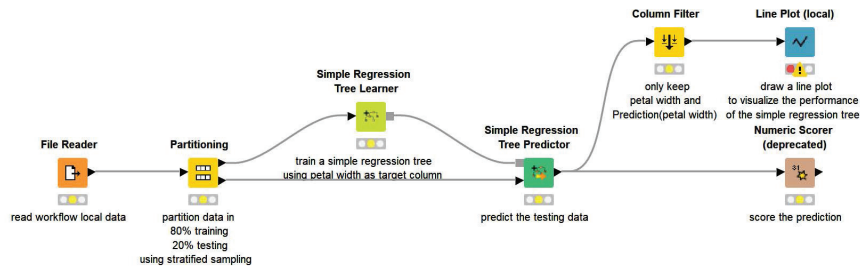 Column Filter
only keep
petal width and
Prediction(petal width)
Line Plot (local)
draw a line plot
to visualize the performance
of the simple regression tree
Simple Regression
Tree Learner
train a simple regression tree
using petal width as target column
File Reader
read workflow local data
Partitioning
partition data in
80% training
20% testing
using stratified sampling
Simple Regression
Tree Predictor
predict the testing data
Numeric Scorer
(deprecated)
score the prediction